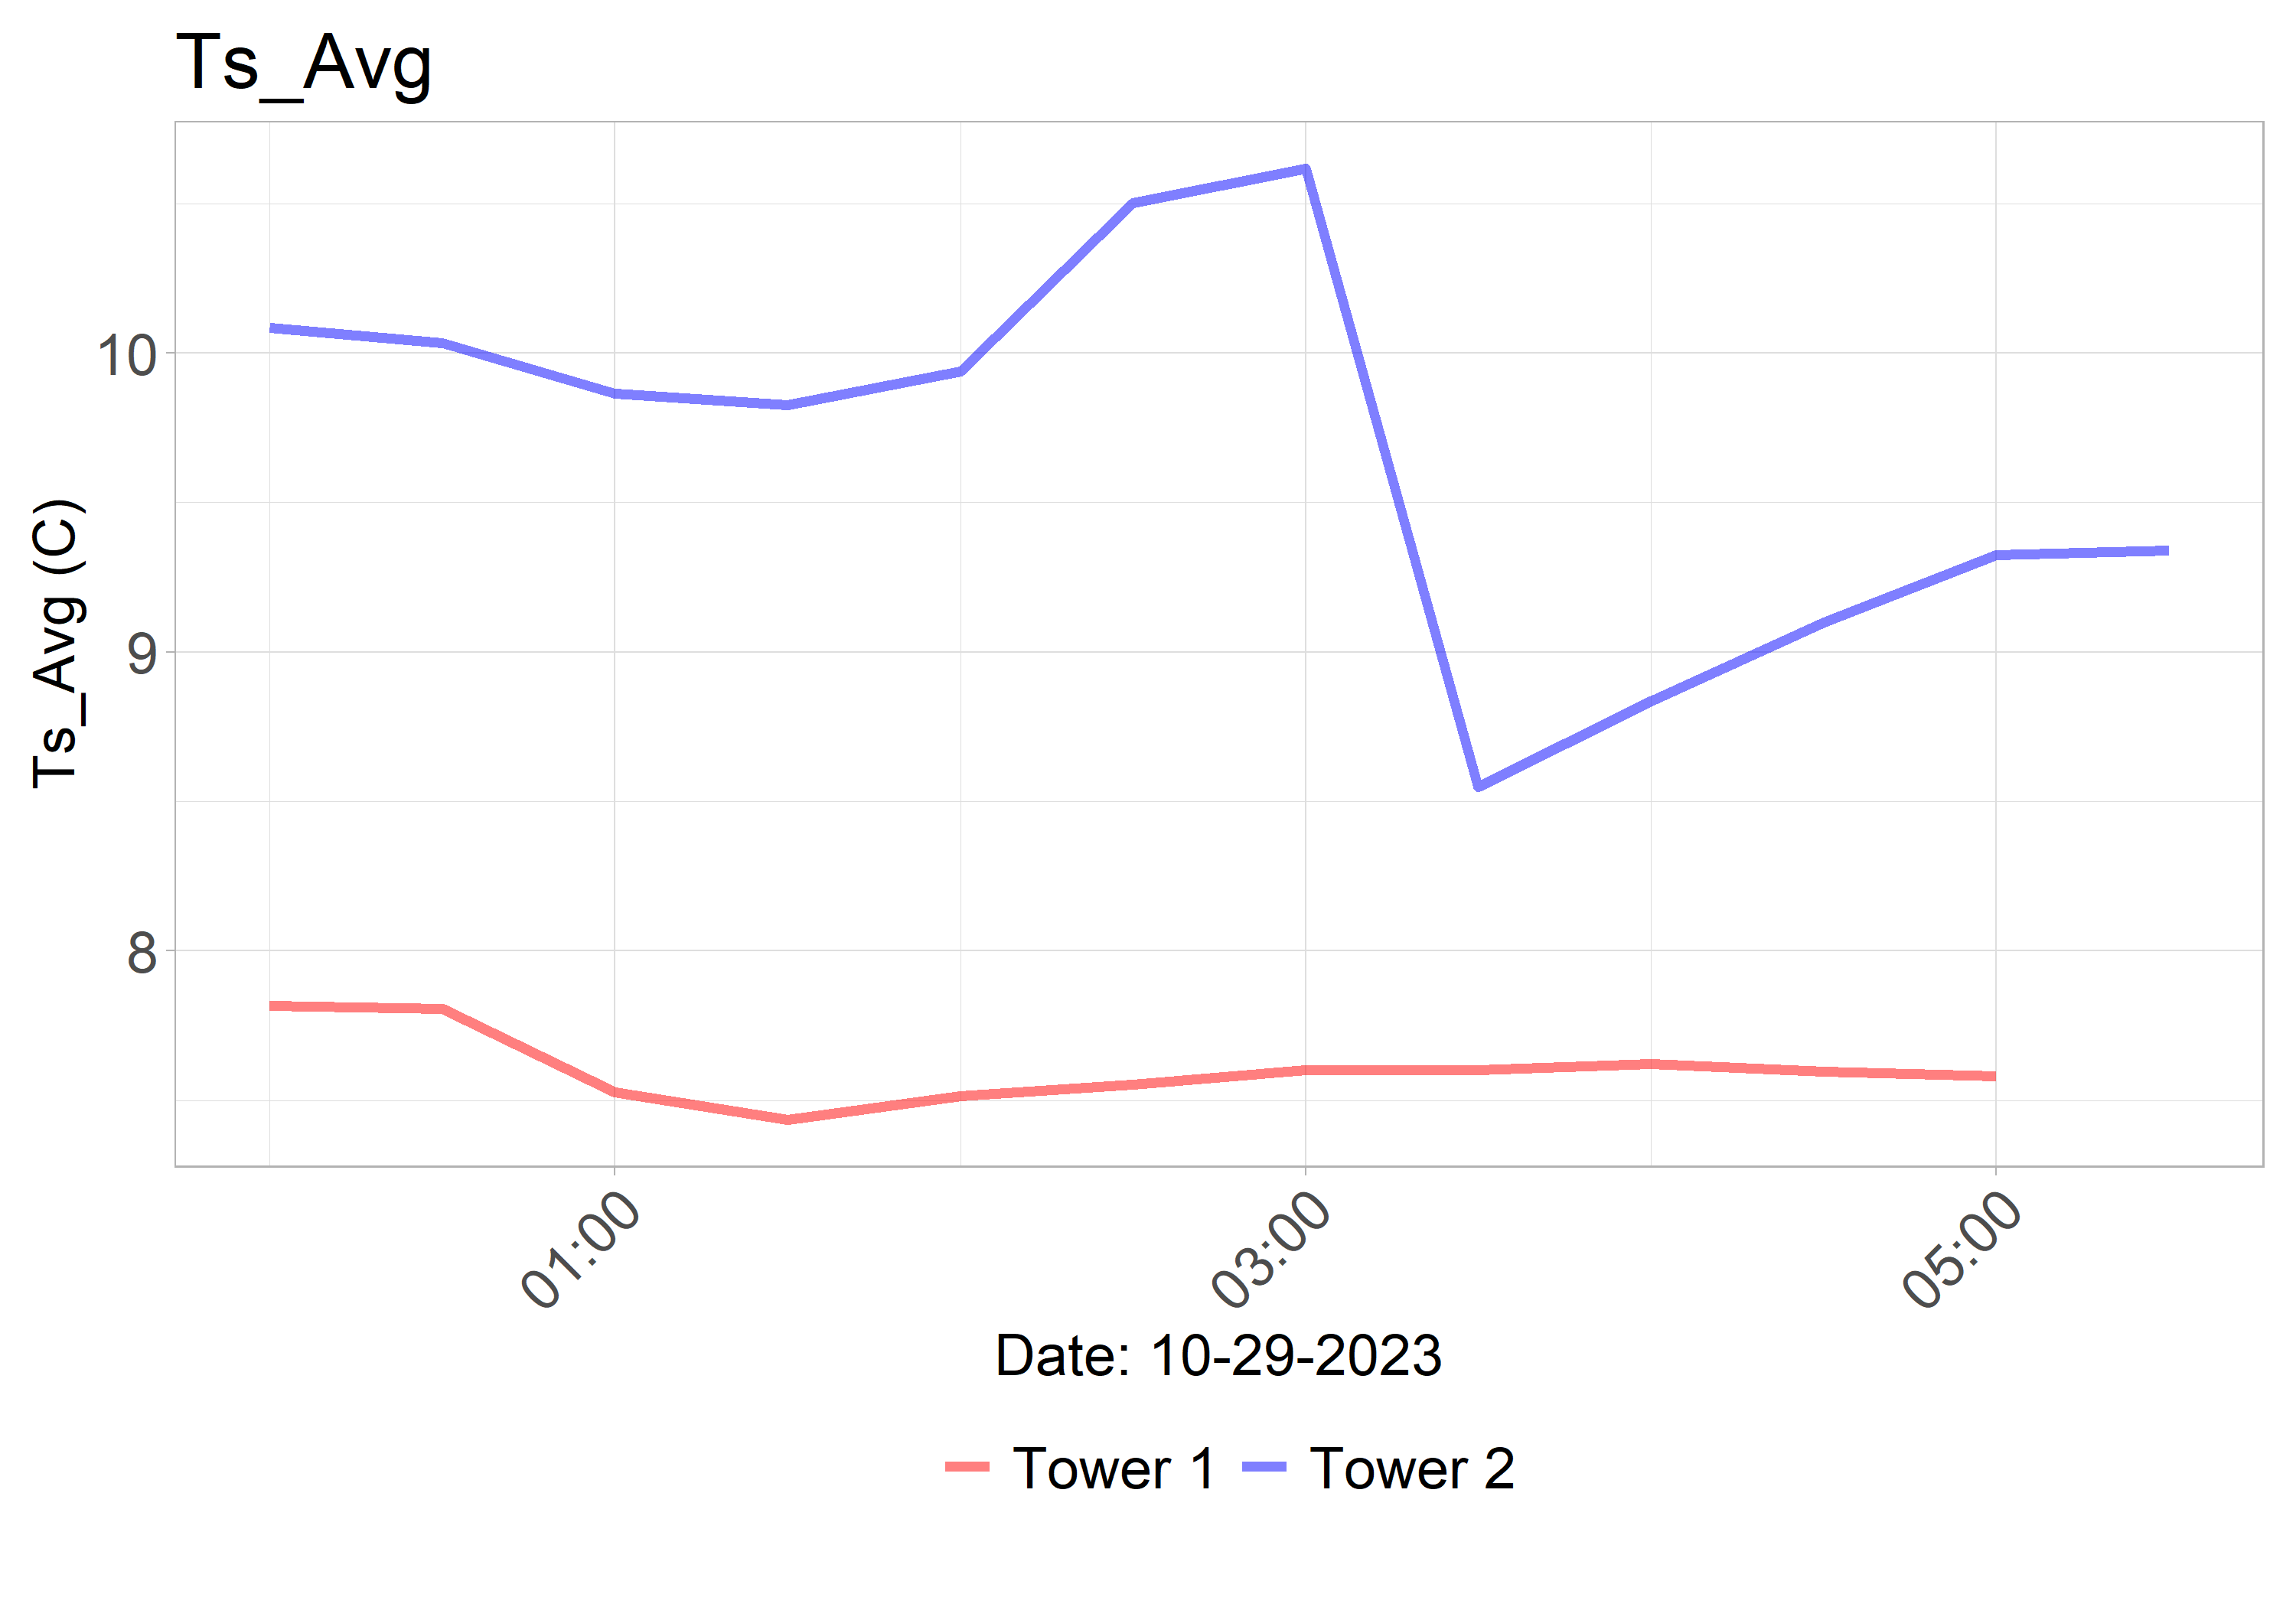 Ts_Avg
Ts_Avg (C)
10
9
8
01:00
03:00
05:00
Date: 10-29-2023
Tower 1
Tower 2